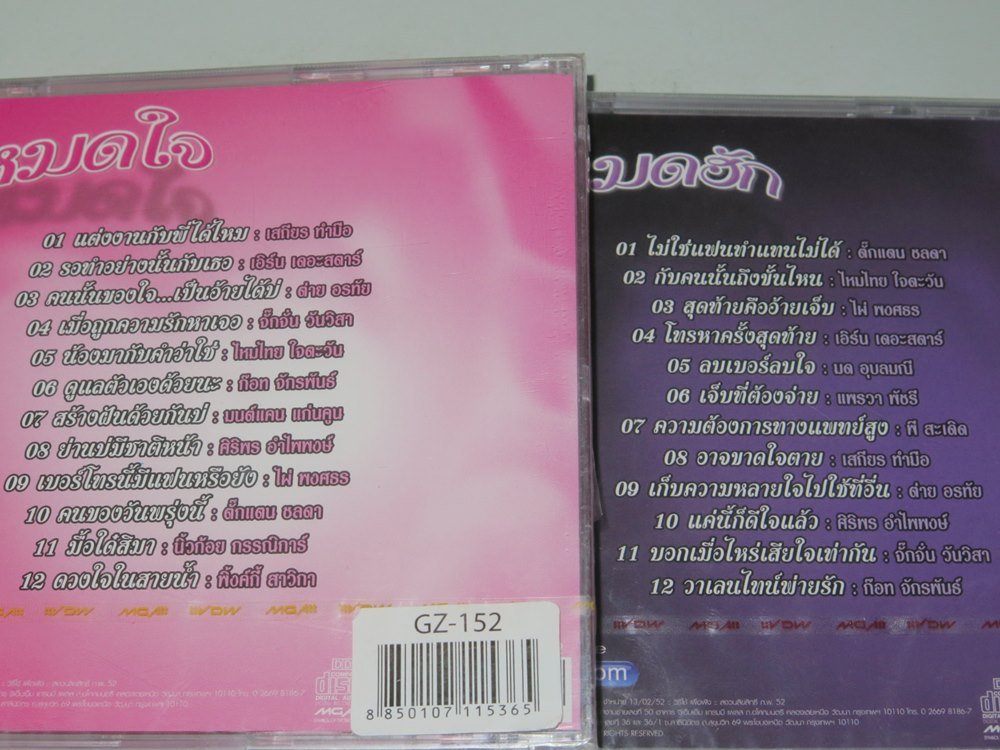 หมดใจ
01 แต่งงานกับพี่ได้ไหม : เสถียร ทำมือ
02 รอทำอย่างนั้นกับเธอ : เอิร์น เดอะสตาร์
03 คนนั้นของใจ...เป็นอ้ายได้บ่ : ต่าย อรทัย
04 เมื่อถูกความรักหาเจอ : จั๊กจั่น วันวิสา
05 น้องมากับคำว่าใช่ : ไหมไทย ใจตะวัน
06 ดูแลตัวเองด้วยนะ : ก๊อท จักรพันธ์
07 สร้างฝันด้วยกันบ่ : มนต์แคน แก่นคูน
08 ย่านบ่มีชาติหน้า : ศิริพร อำไพพงษ์
09 เบอร์โทรนี้มีแฟนหรือยัง : ไผ่ พงศธร
10 คนของวันพรุ่งนี้ : ตั๊กแตน ชลดา
11 มื้อใด๋สิมา : นิ้วก้อย กรรณิการ์
12 ดวงใจในสายน้ำ : พิ้งค์กี้ สาวิกา
GZ-152
8 850107 115365
มดฮัก
01 ไม่ใช่แฟนทำแทนไม่ได้ : ตั๊กแตน ชลดา
02 กับคนนั้นถึงขั้นไหน : ไหมไทย ใจตะวัน
03 สุดท้ายคืออ้ายเจ็บ : ไผ่ พงศธร
04 โทรหาครั้งสุดท้าย : เอิร์น เดอะสตาร์
05 ลบเบอร์ลบใจ : มด อุบลมณี
06 เจ็บที่ต้องจ่าย : แพรวา พัชรี
07 ความต้องการทางแพทย์สูง : พี สะเดิด
08 อาจขาดใจตาย : เสถียร ทำมือ
09 เก็บความหลายใจไปใช้ที่อื่น : ต่าย อรทัย
10 แค่นี้ก็ดีใจแล้ว : ศิริพร อำไพพงษ์
11 บอกเมื่อไหร่เสียใจเท่ากัน : จั๊กจั่น วันวิสา
12 วาเลนไทน์พ่ายรัก : ก๊อท จักรพันธ์
RIGHTS RESERVED